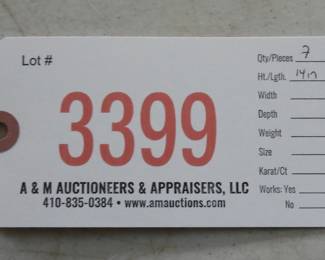 Lot #
3399
A & M AUCTIONEERS & APPRAISERS, LLC
410-835-0384 • www.amauctions.com
Qty/Pieces 7
Ht./Lgth. 14in
Width
Depth
Weight
Size
Karat/Ct
Works: Yes
No